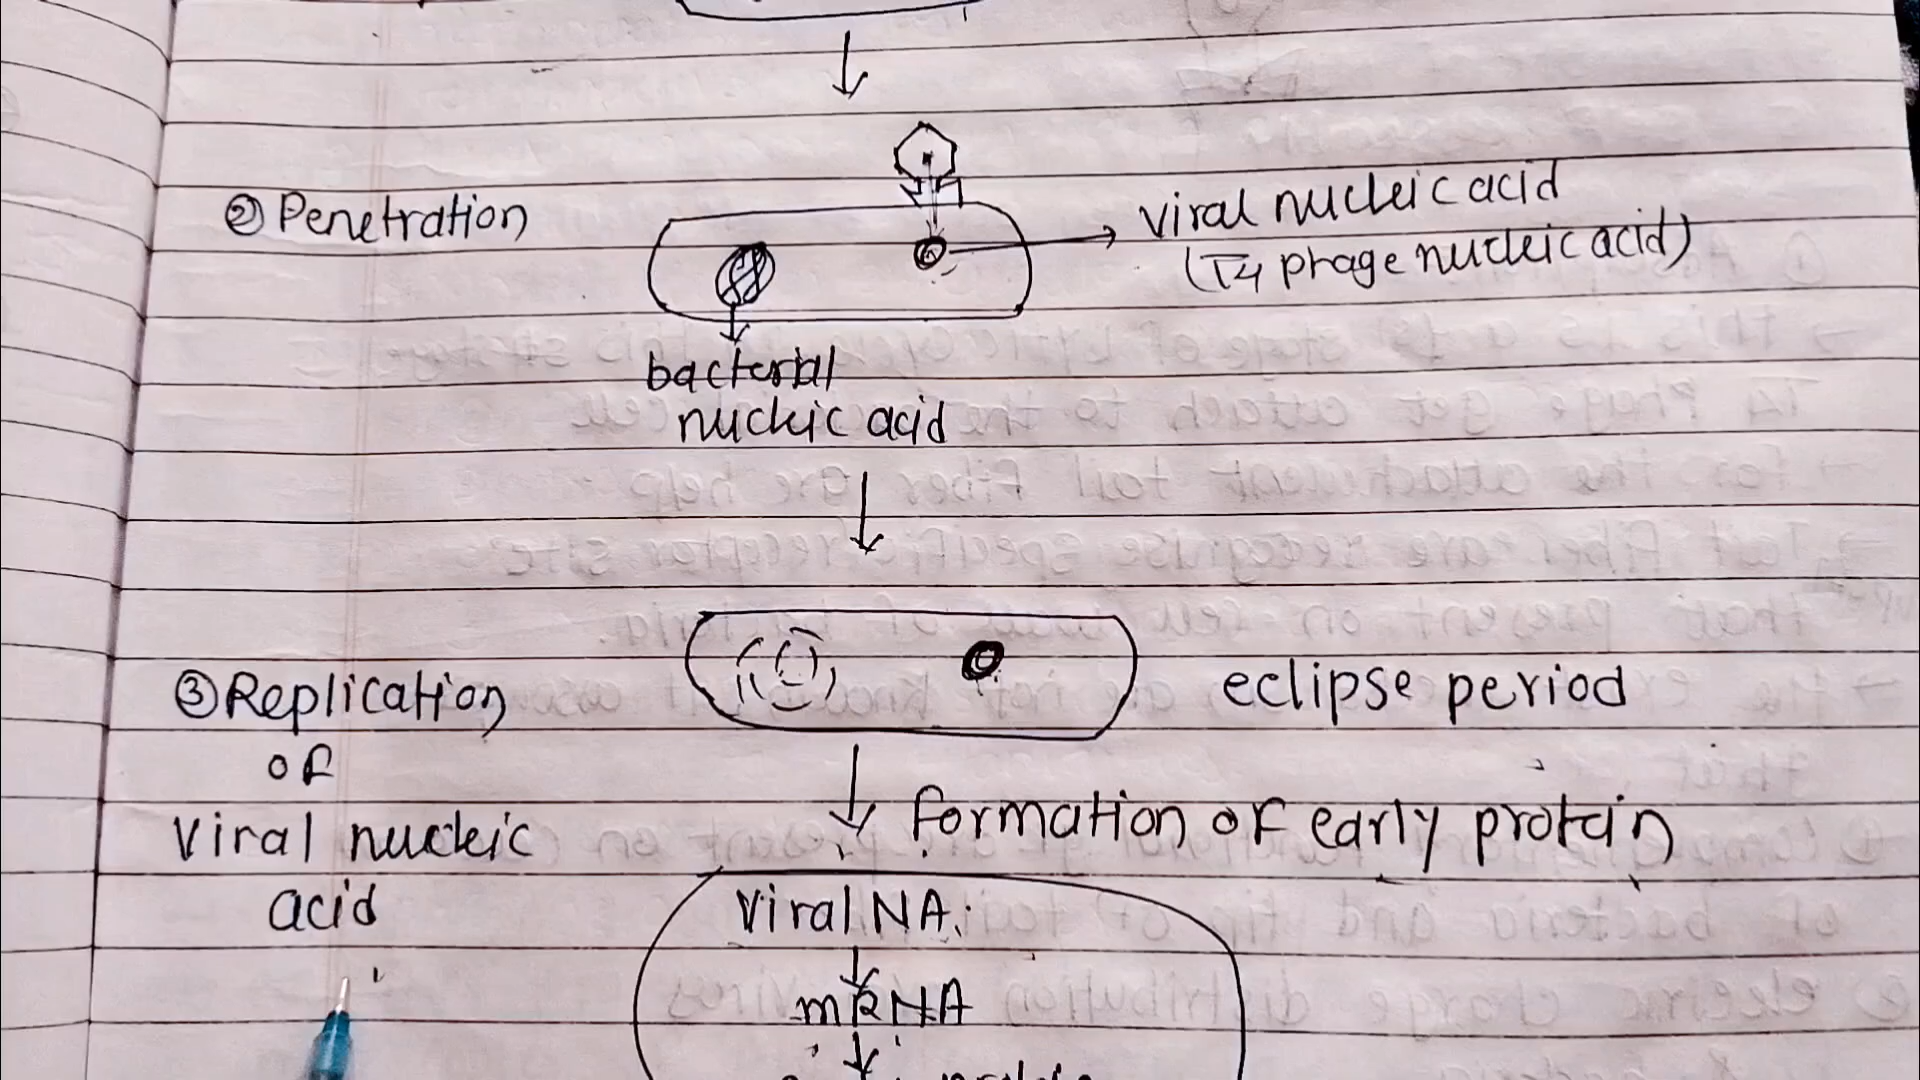 ② Penetration
viral nucleic acid
(T4 phage nucleic acid)
bacterial
nucleic acid
③ Replication
of
Viral nucleic
acid
eclipse period
formation of early protein
Viral NA
mRNA